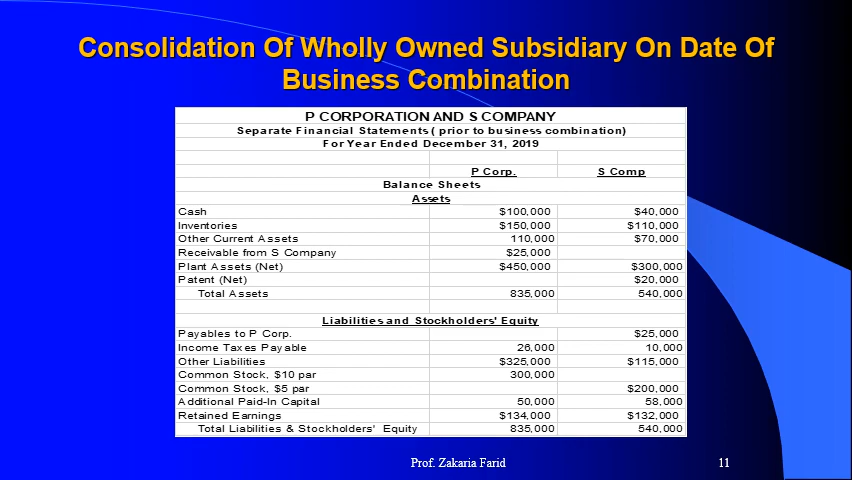 Consolidation Of Wholly Owned Subsidiary On Date Of
Business Combination
P CORPORATION AND S COMPANY
Separate Financial Statements ( prior to business combination)
For Year Ended December 31, 2019
P Corp. S Comp
Balance Sheets
Assets
Cash $100,000 $40,000
Inventories $150,000 $110,000
Other Current Assets 110,000 $70,000
Receivable from S Company $25,000
Plant Assets (Net) $450,000 $300,000
Patent (Net) $20,000
Total Assets 835,000 540,000
Liabilities and Stockholders' Equity
Payables to P Corp. $25,000
Income Taxes Payable 26,000 10,000
Other Liabilities $325,000 $115,000
Common Stock, $10 par 300,000
Common Stock, $5 par $200,000
Additional Paid-In Capital 50,000 58,000
Retained Earnings $134,000 $132,000
Total Liabilities & Stockholders' Equity 835,000 540,000
Prof. Zakaria Farid 11